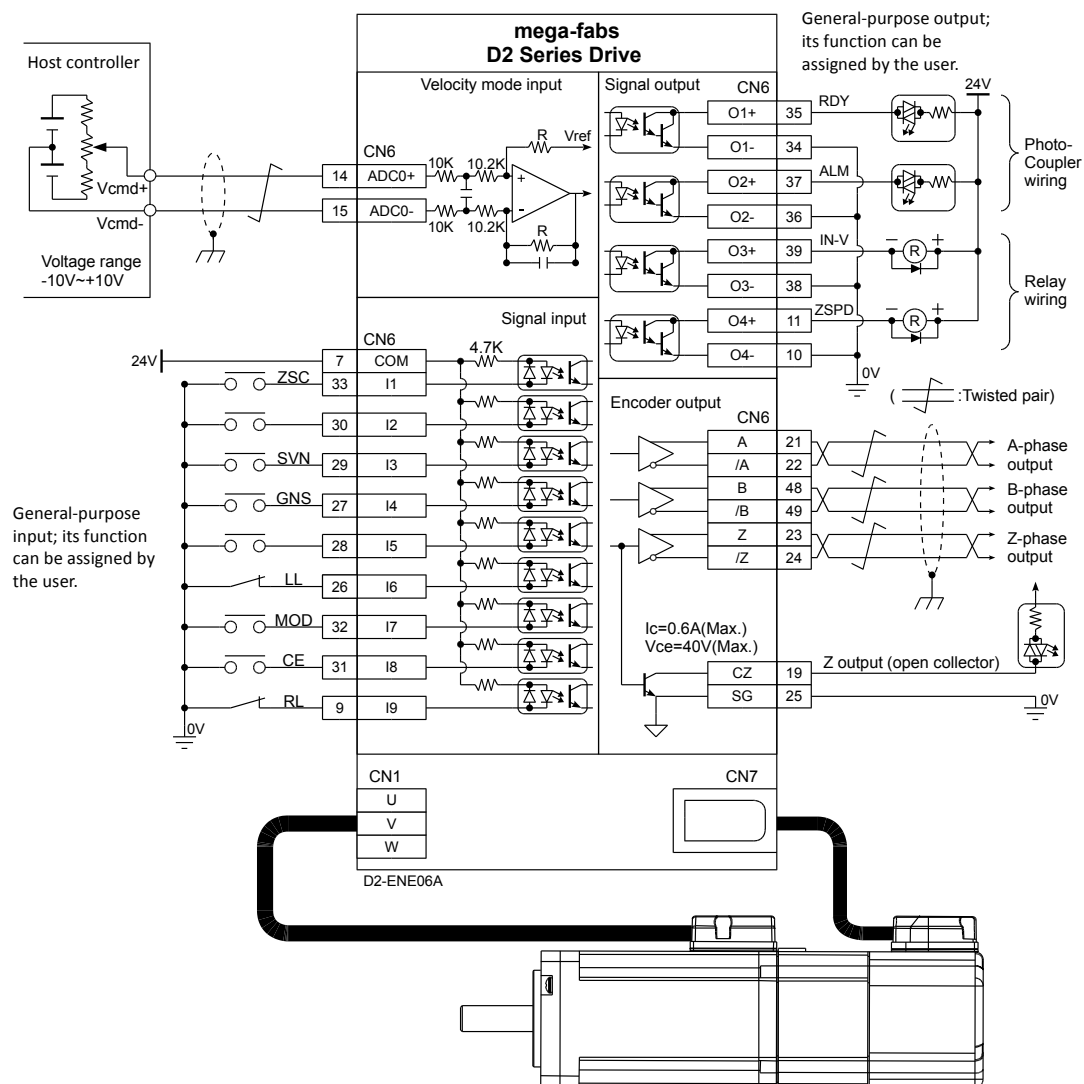 mega-fabs
D2 Series Drive
General-purpose output;
its function can be
assigned by the user.
Host controller
Vcmd+
Vcmd-
Voltage range
-10V~+10V
Velocity mode input
CN6
14 ADC0+ 10K 10.2K
15 ADC0- 10K 10.2K
R Vref
+
-
R
Signal output
CN6
24V
O1+ 35 RDY
O1- 34
O2+ 37 ALM
O2- 36
O3+ 39 IN-V - R +
O3- 38
O4+ 11 ZSPD - R +
O4- 10
0V
Photo-
Coupler
wiring
Relay
wiring
Signal input
CN6
24V 7 COM 4.7K
ZSC 33 I1
30 I2
SVN 29 I3
GNS 27 I4
28 I5
LL 26 I6
MOD 32 I7
CE 31 I8
RL 9 I9
0V
General-purpose
input; its function
can be assigned by
the user.
( :Twisted pair)
Encoder output
CN6
A 21
/A 22
A-phase
output
B 48
/B 49
B-phase
output
Z 23
/Z 24
Z-phase
output
Ic=0.6A(Max.)
Vce=40V(Max.)
CZ 19 Z output (open collector)
SG 25 0V
CN1
U
V
W
CN7
D2-ENE06A